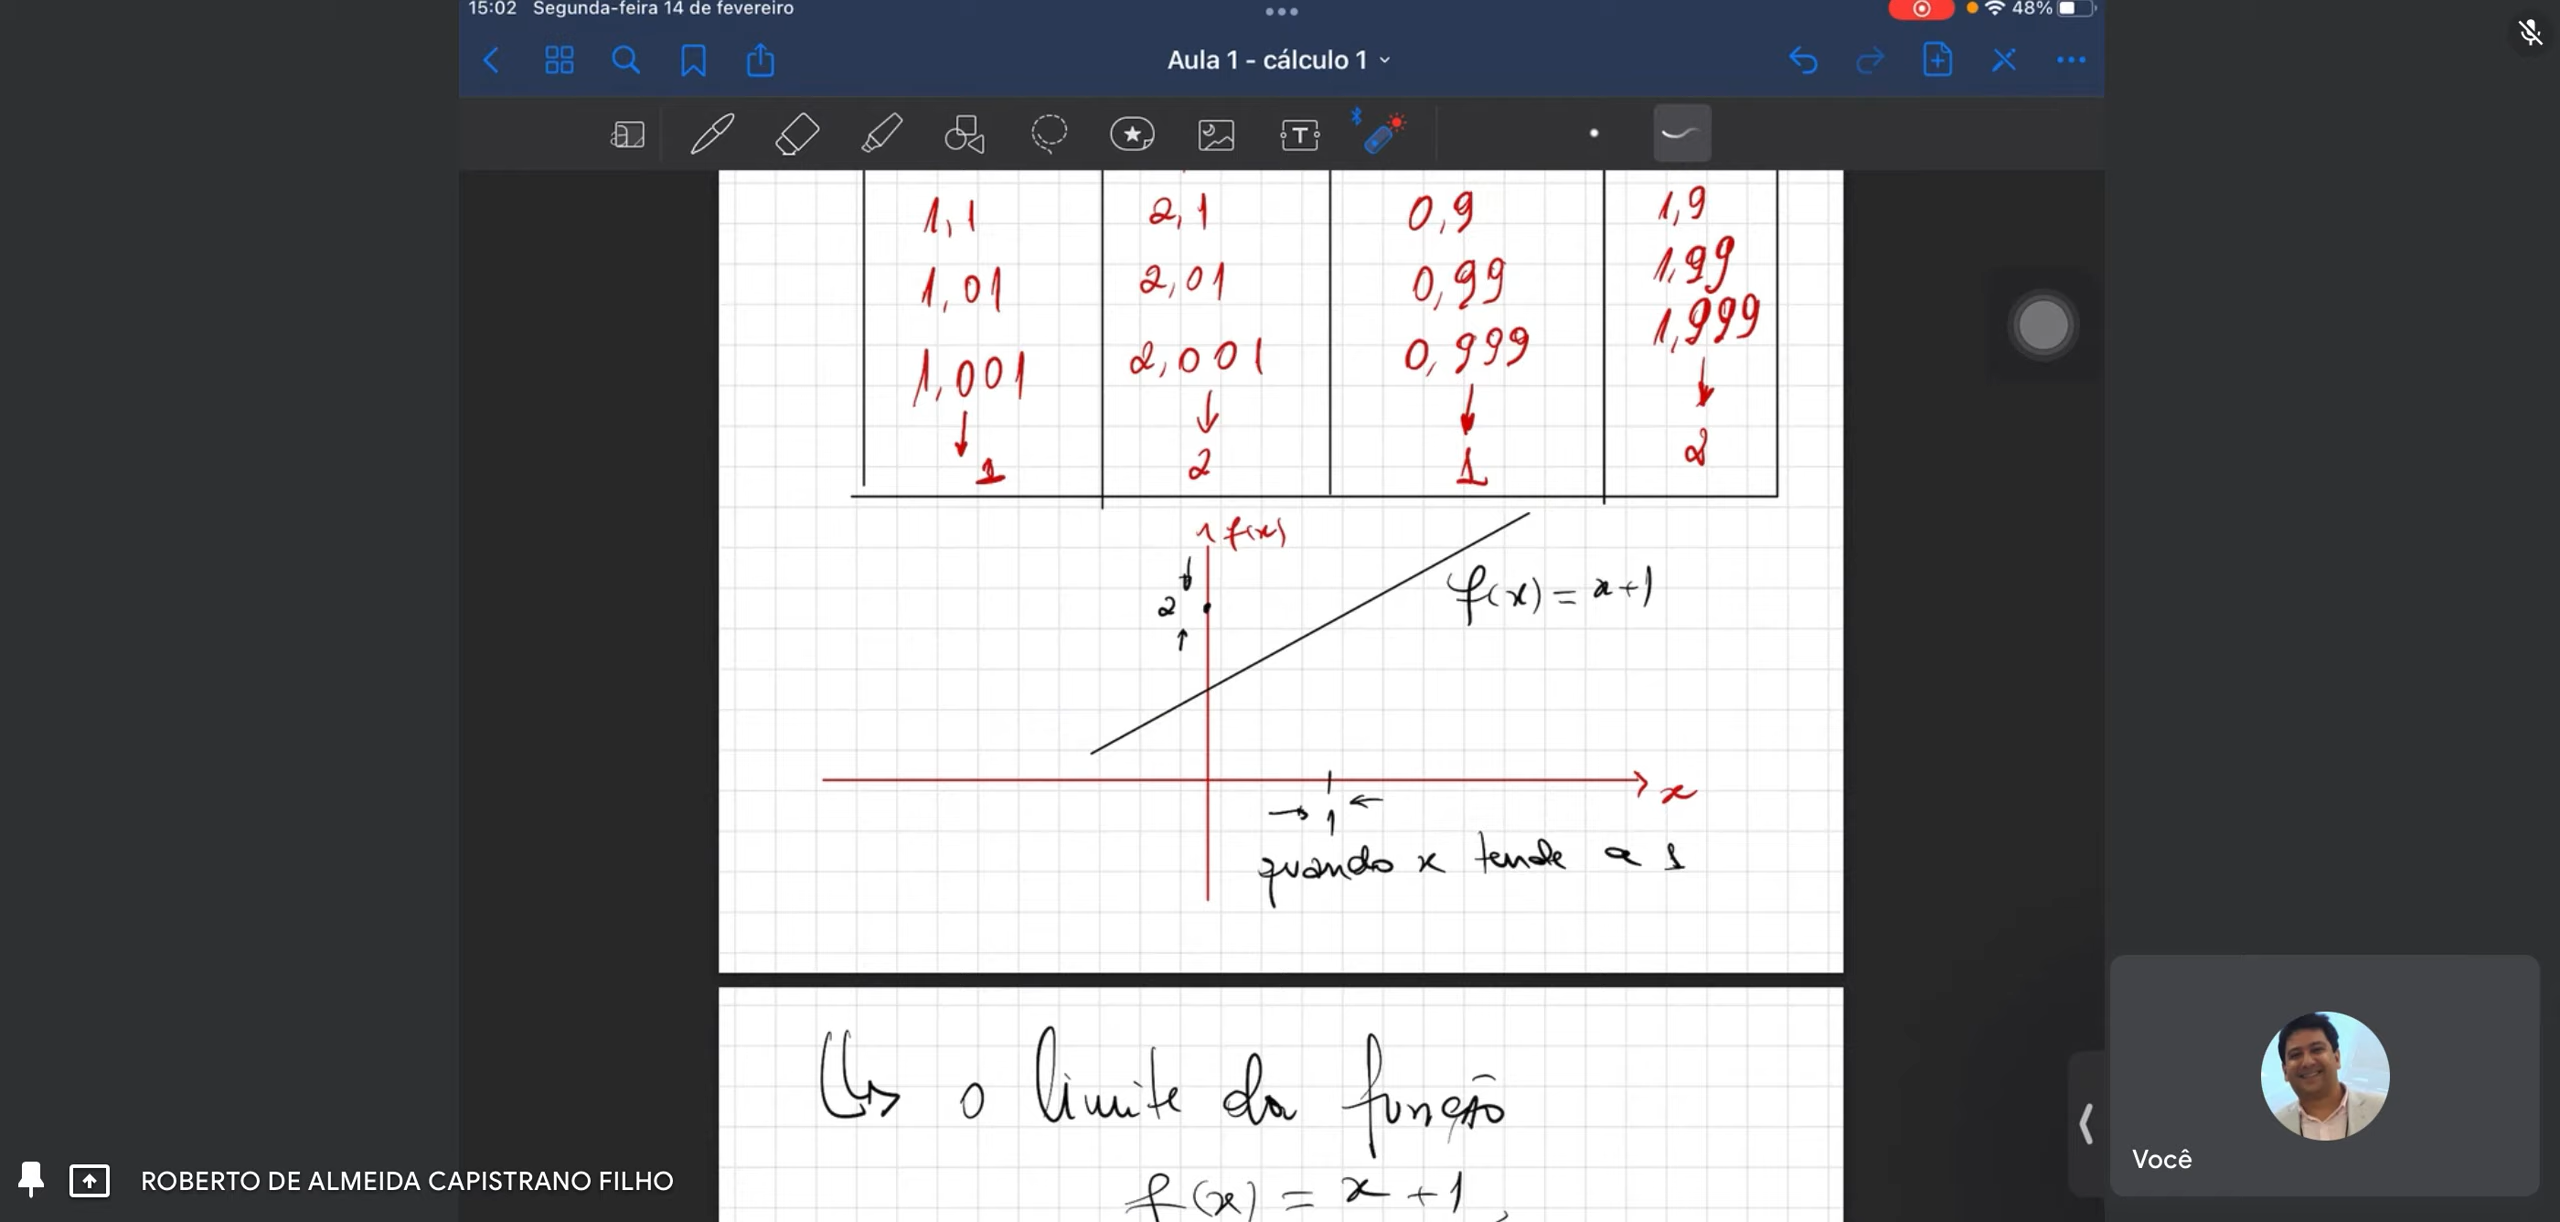 15:02 Segunda-feira 14 de fevereiro
48%
Aula 1 - cálculo 1
1,1 2,1 0,9 1,9
1,01 2,01 0,99 1,99
1,001 2,001 0,999 1,999
↓ ↓ ↓ ↓
1 2 1 2
f(x)
↓
2
↑
f(x) = x+1
x
→ 1 ←
quando x tende a 1
↳ o limite da função
f(x) = x + 1,
ROBERTO DE ALMEIDA CAPISTRANO FILHO
Você